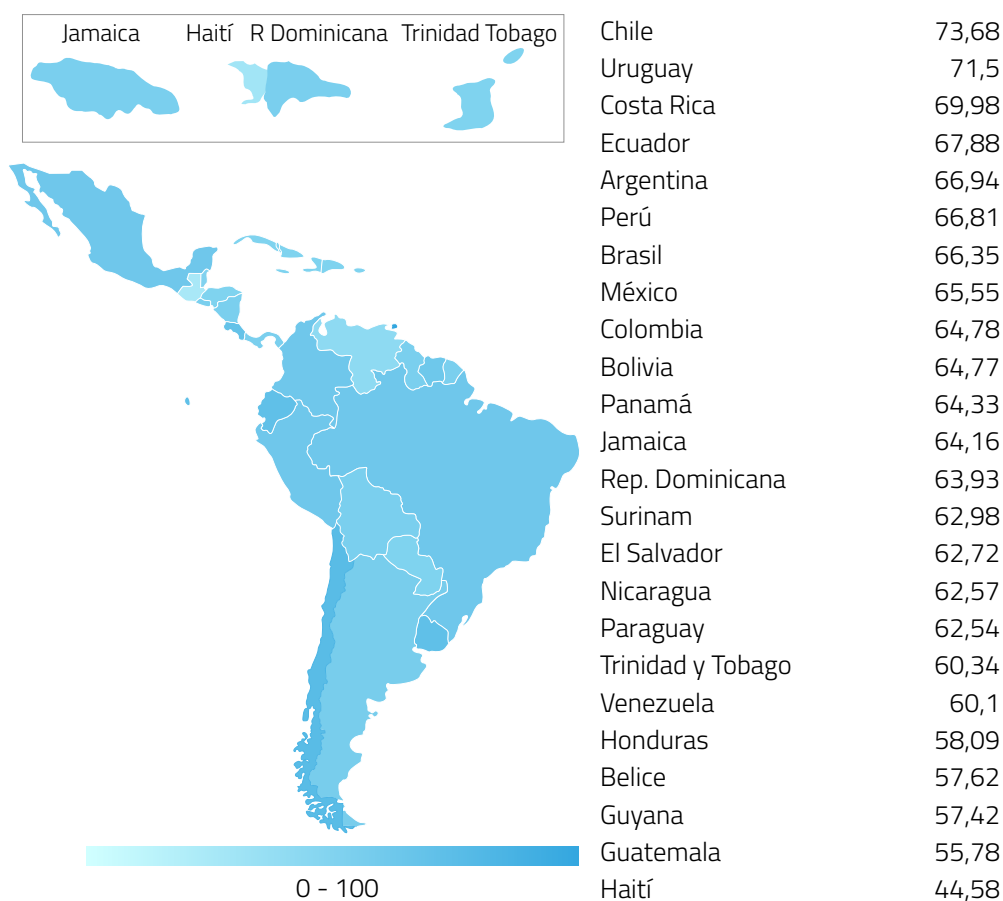 Jamaica Haití R Dominicana Trinidad Tobago
Chile 73,68
Uruguay 71,5
Costa Rica 69,98
Ecuador 67,88
Argentina 66,94
Perú 66,81
Brasil 66,35
México 65,55
Colombia 64,78
Bolivia 64,77
Panamá 64,33
Jamaica 64,16
Rep. Dominicana 63,93
Surinam 62,98
El Salvador 62,72
Nicaragua 62,57
Paraguay 62,54
Trinidad y Tobago 60,34
Venezuela 60,1
Honduras 58,09
Belice 57,62
Guyana 57,42
Guatemala 55,78
Haití 44,58
0 - 100